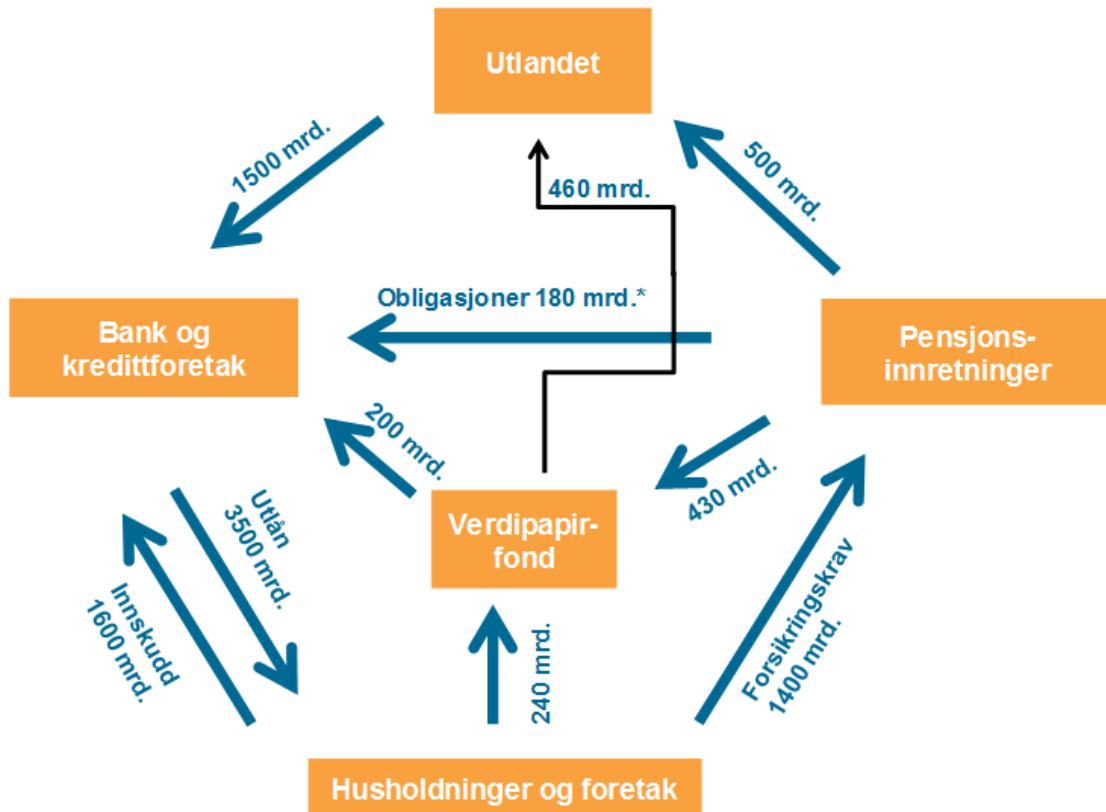 Utlandet
1500 mrd.
460 mrd.
500 mrd.
Obligasjoner 180 mrd.*
Bank og
kredittforetak
Pensjons-
innretninger
200 mrd.
430 mrd.
Verdipapir-
fond
Utlån
3500 mrd.
Innskudd
1600 mrd.
240 mrd.
Forsikringskrav
1400 mrd.
Husholdninger og foretak